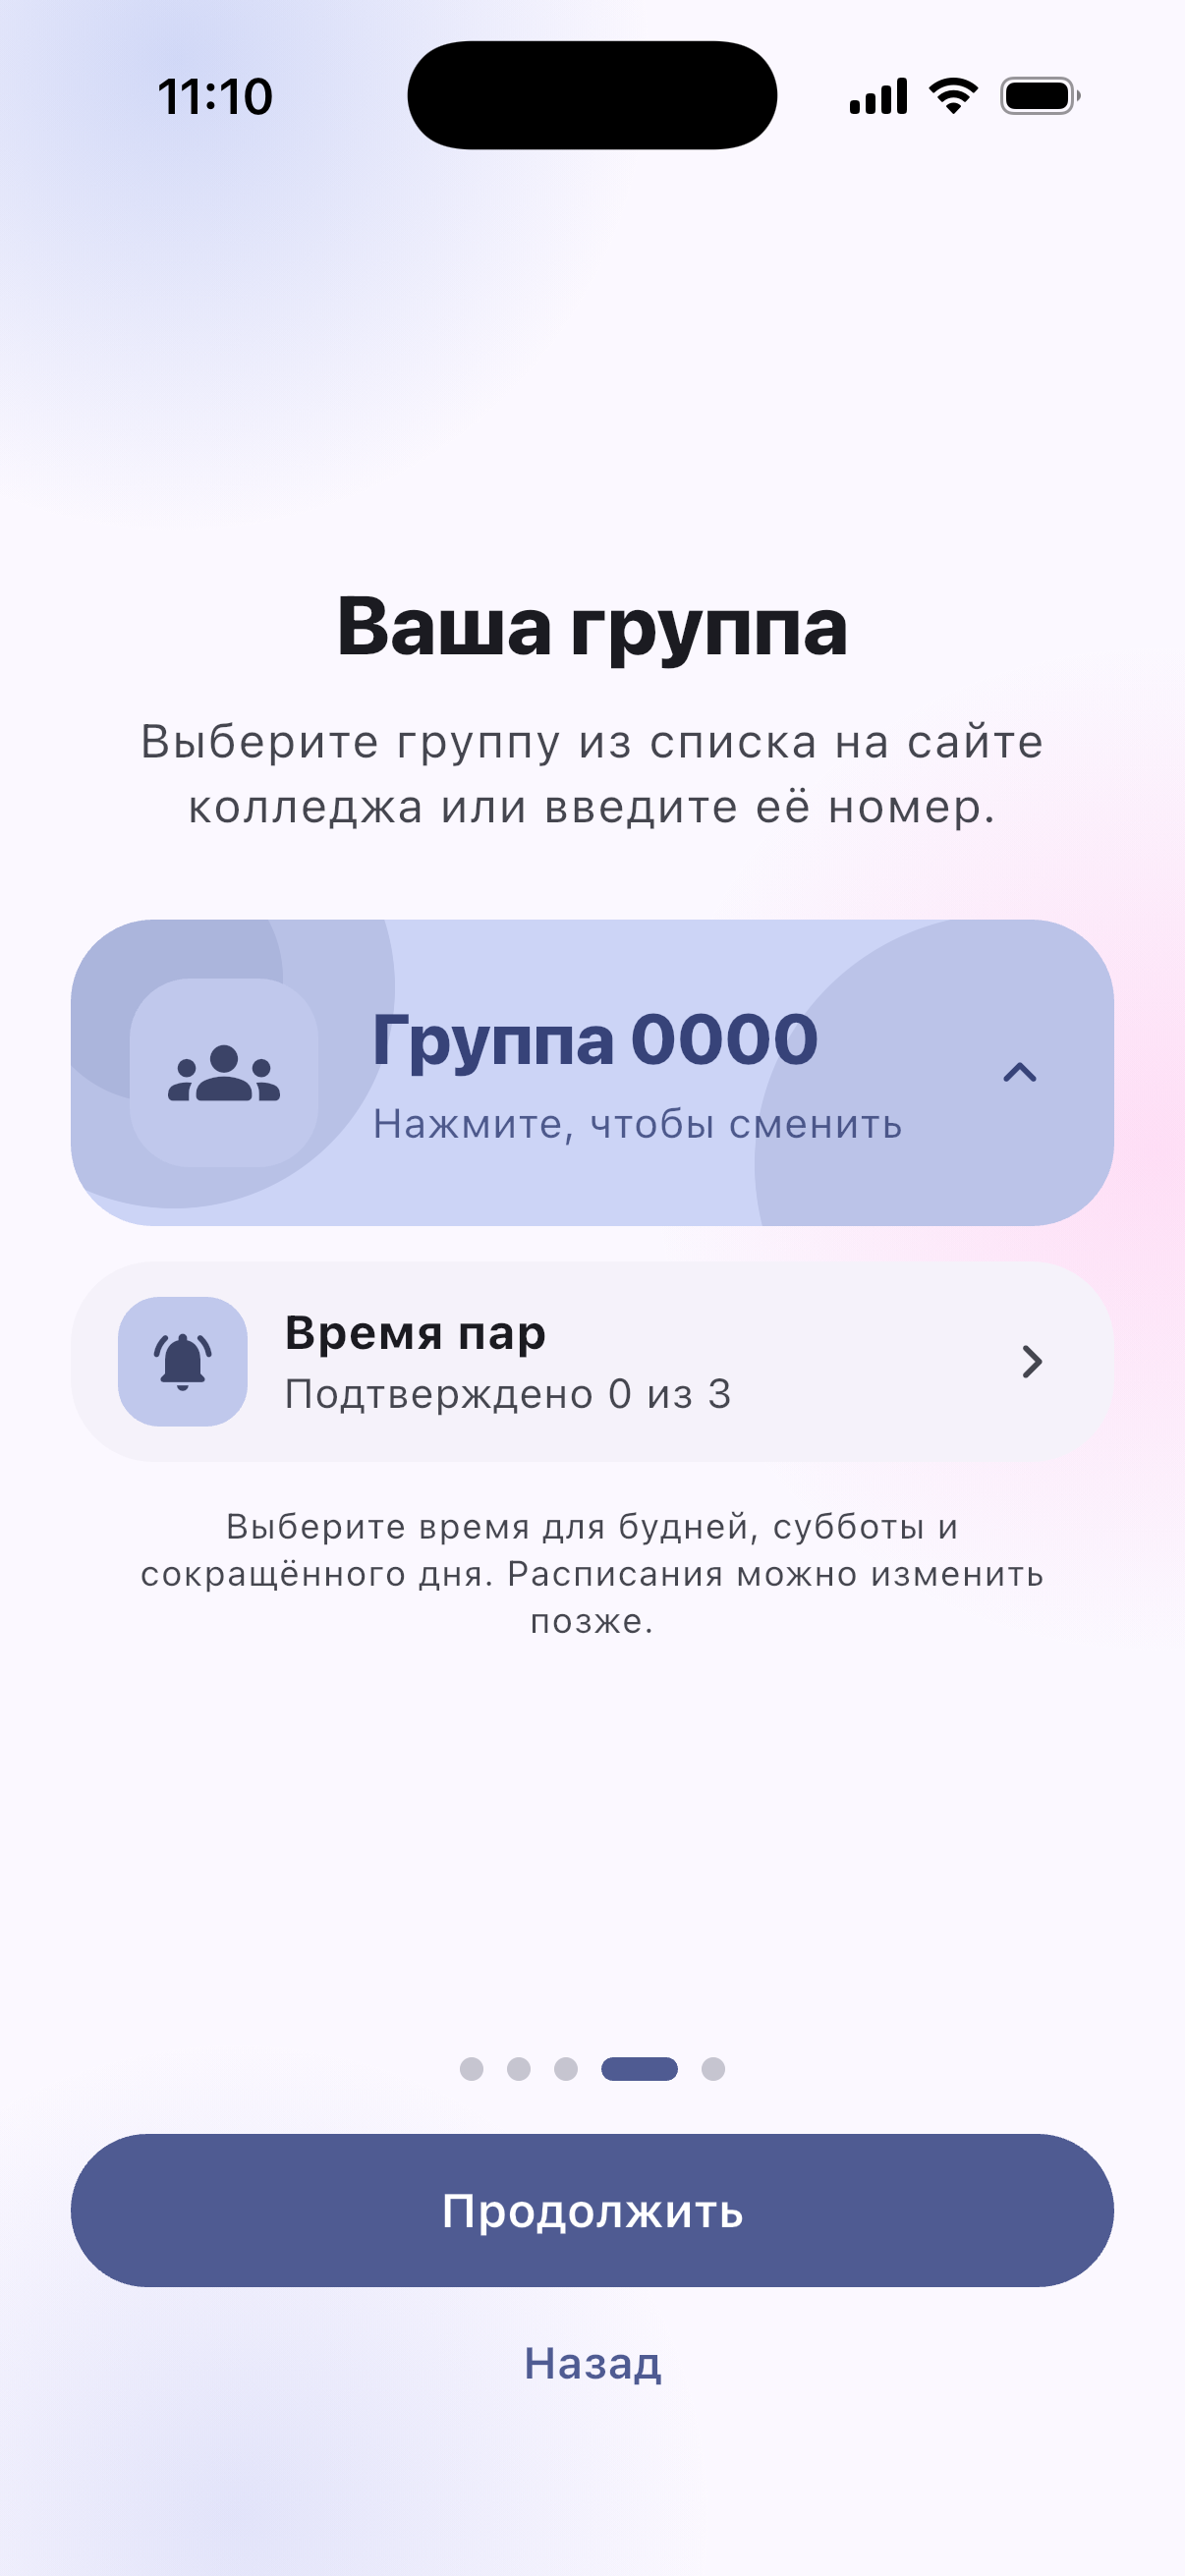 11:10
Ваша группа
Выберите группу из списка на сайте
колледжа или введите её номер.
Группа 0000
Нажмите, чтобы сменить
Время пар
Подтверждено 0 из 3
Выберите время для будней, субботы и
сокращённого дня. Расписания можно изменить
позже.
Продолжить
Назад